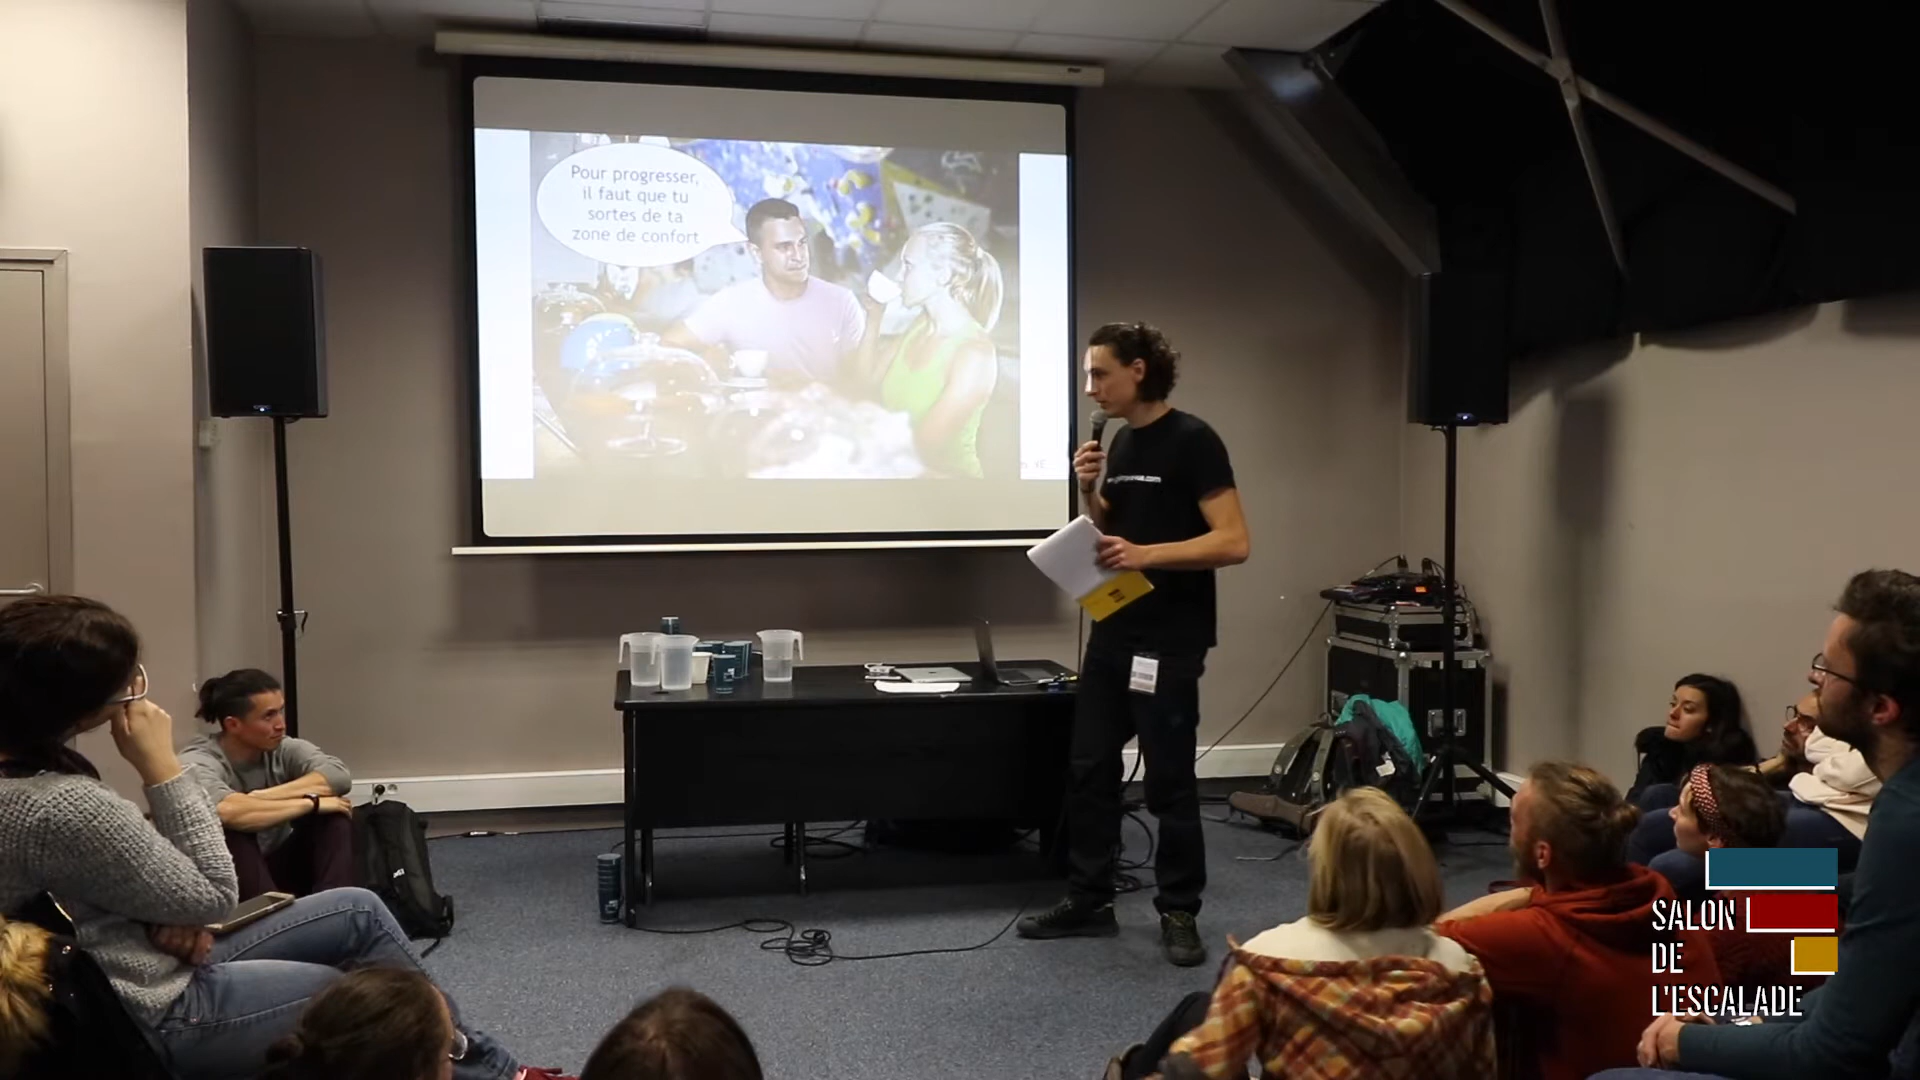 Pour progresser,
il faut que tu
sortes de ta
zone de confort
SALON
DE
L'ESCALADE